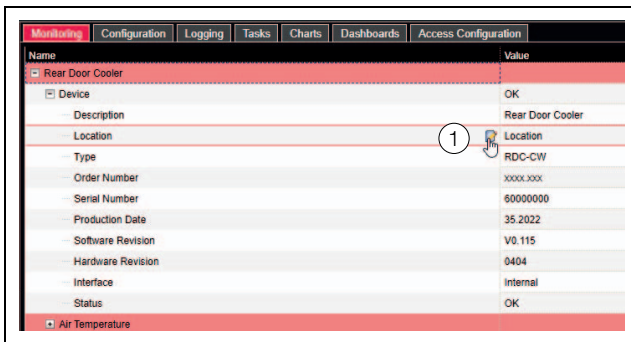 Monitoring Configuration Logging Tasks Charts Dashboards Access Configuration
Name Value
Rear Door Cooler
Device OK
Description Rear Door Cooler
Location 1 Location
Type RDC-CW
Order Number xxxx.xxx
Serial Number 60000000
Production Date 35.2022
Software Revision V0.115
Hardware Revision 0404
Interface Internal
Status OK
Air Temperature